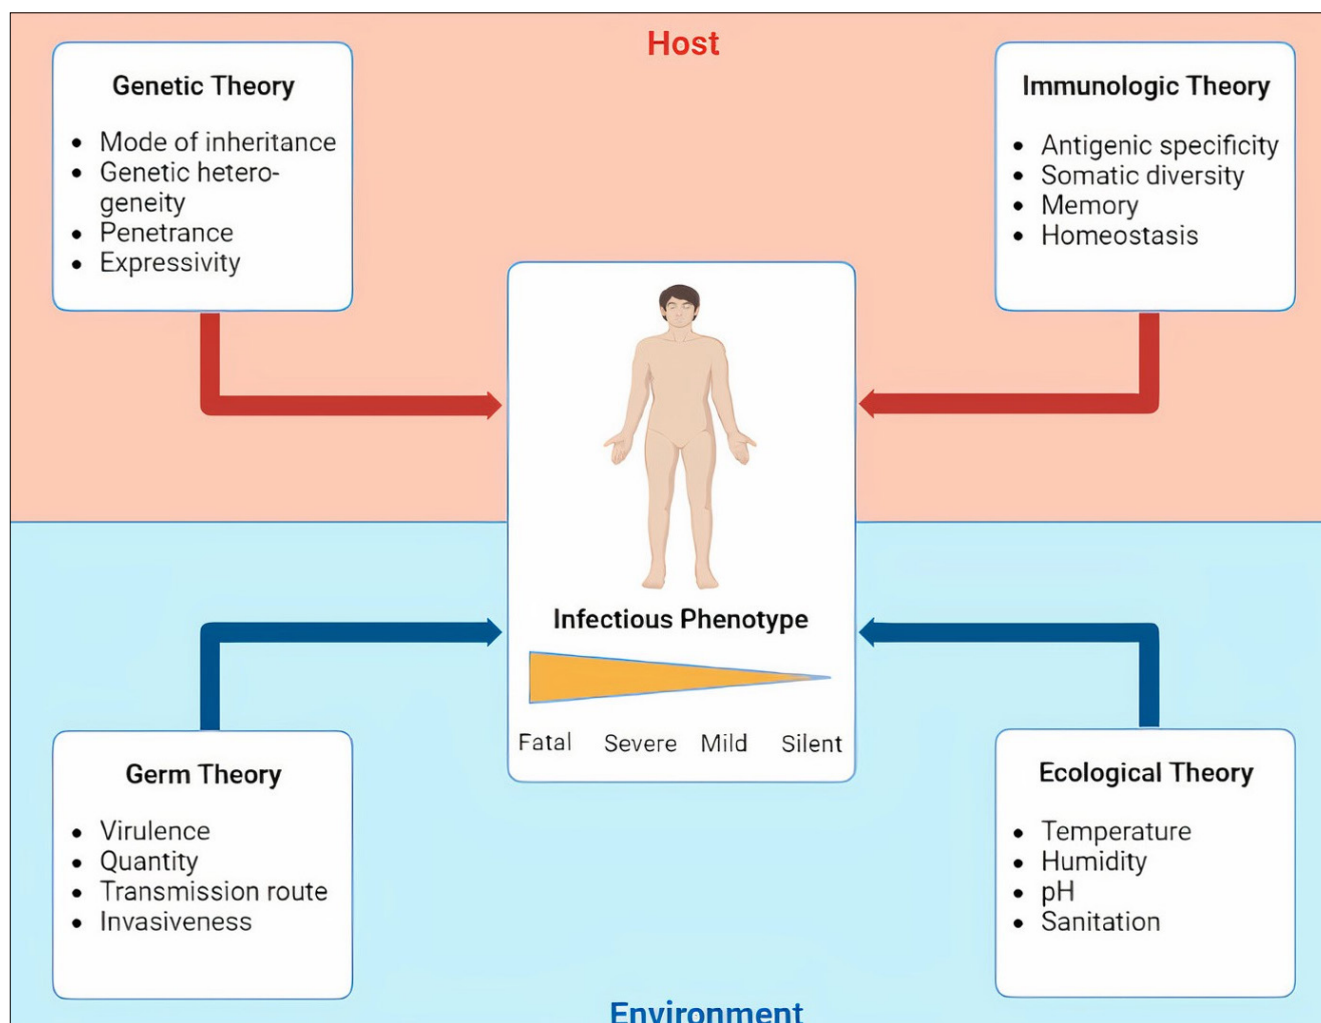 Host
Genetic Theory
• Mode of inheritance
• Genetic hetero-
geneity
• Penetrance
• Expressivity
Immunologic Theory
• Antigenic specificity
• Somatic diversity
• Memory
• Homeostasis
Infectious Phenotype
Fatal Severe Mild Silent
Germ Theory
• Virulence
• Quantity
• Transmission route
• Invasiveness
Ecological Theory
• Temperature
• Humidity
• pH
• Sanitation
Environment